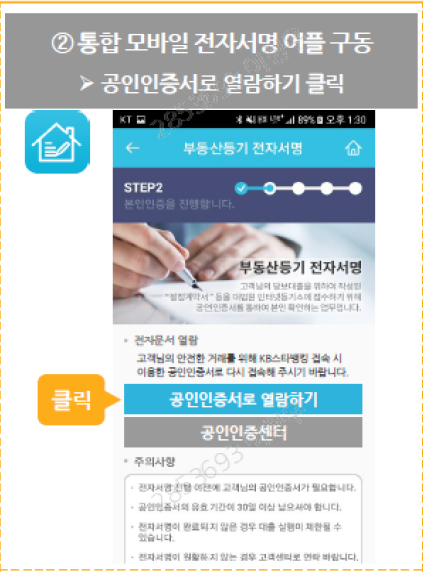 ② 통합 모바일 전자서명 어플 구동
➢ 공인인증서로 열람하기 클릭
KT
89% 오후 1:30
부동산등기 전자서명
STEP2
본인인증을 진행합니다.
부동산등기 전자서명
고객님의 담보대출을 위하여 작성된
"설정계약서" 등을 대법원 인터넷등기소에 접수하기 위해
공인인증서를 통하여 본인 확인하는 업무입니다.
· 전자문서 열람
고객님의 안전한 거래를 위해 KB스타뱅킹 접속 시
이용한 공인인증서로 다시 접속해 주시기 바랍니다.
클릭
공인인증서로 열람하기
공인인증센터
· 주의사항
· 전자서명 진행 이전에 고객님의 공인인증서가 필요합니다.
· 공인인증서의 유효 기간이 30일 이상 남으셔야 합니다.
· 전자서명이 완료되지 않은 경우 대출 실행이 제한될 수
있습니다.
· 전자서명이 원활하지 않는 경우 고객센터로 연락 바랍니다.
2853693
2853693